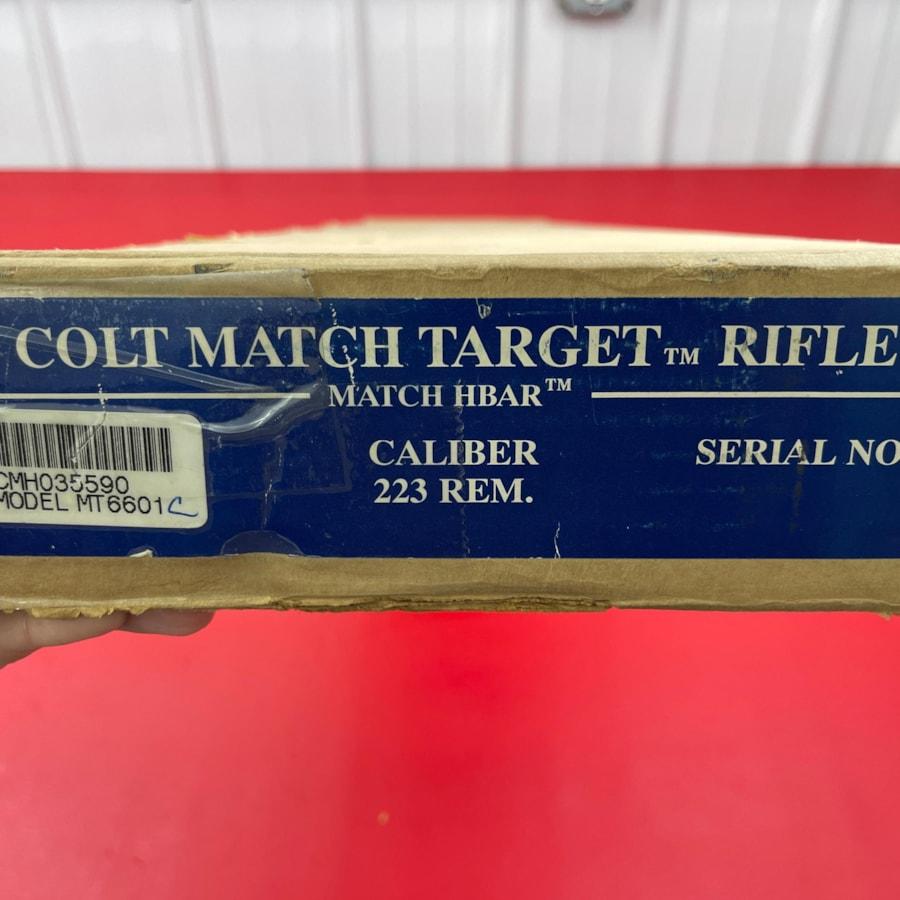 COLT MATCH TARGET™ RIFLE
MATCH HBAR™
CALIBER
223 REM.
SERIAL NO
CMH035590
MODEL MT6601C